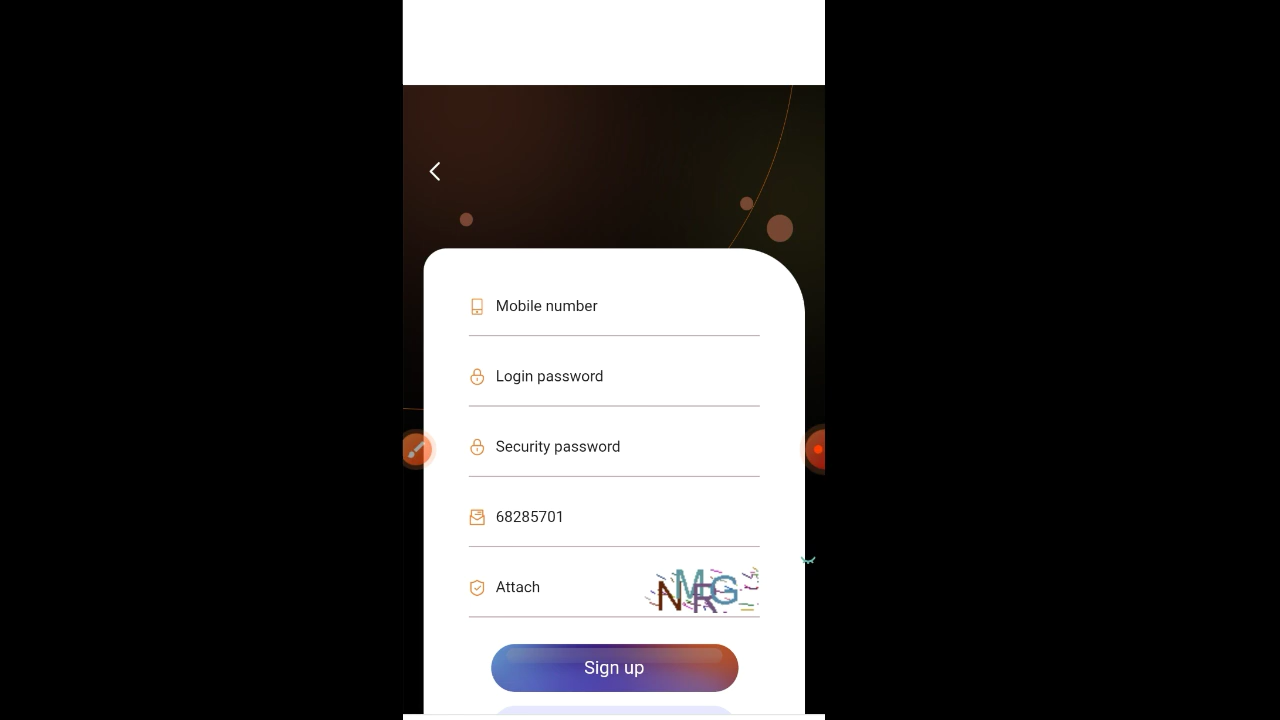 Mobile number
Login password
Security password
68285701
Attach
NMRG
Sign up